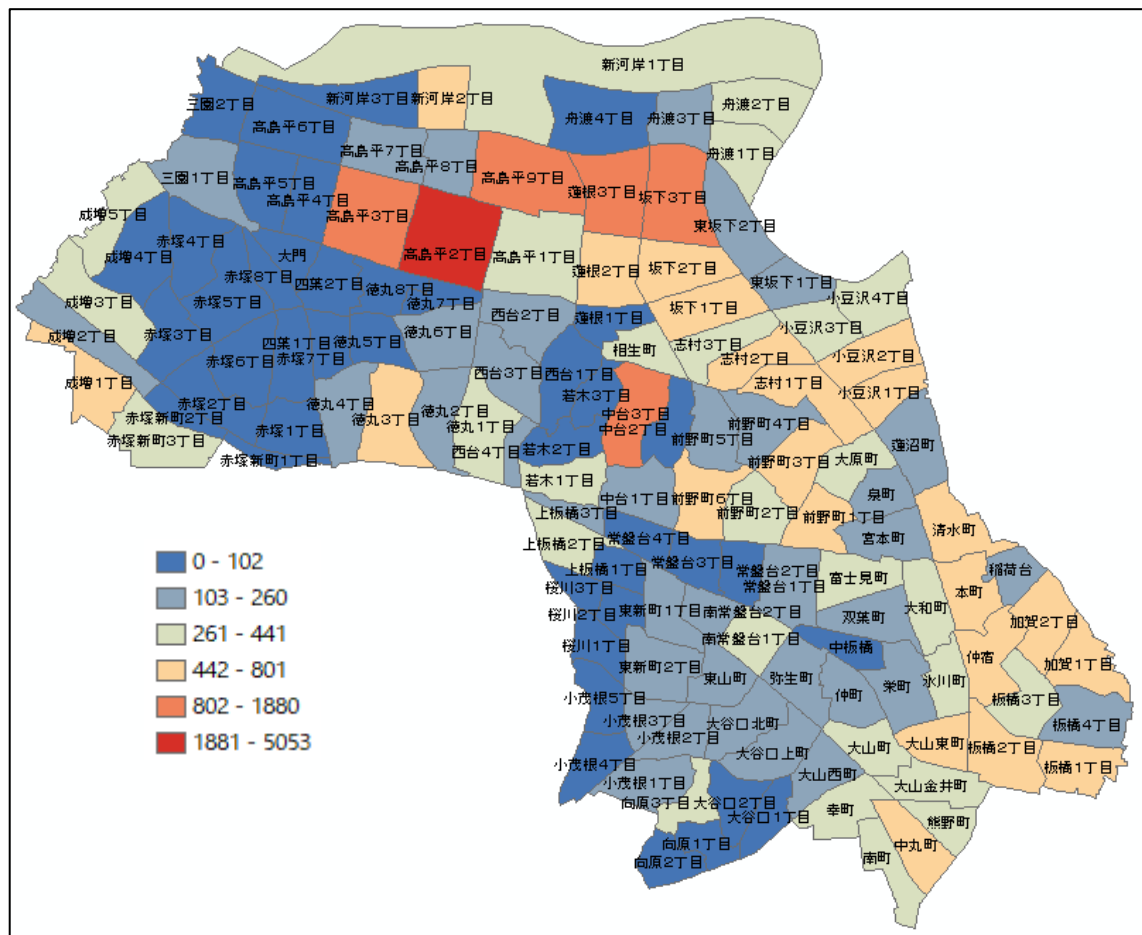 新河岸1丁目
三園2丁目
新河岸3丁目
新河岸2丁目
舟渡2丁目
高島平6丁目
舟渡4丁目
舟渡3丁目
高島平7丁目
高島平8丁目
舟渡1丁目
三園1丁目
高島平5丁目
高島平9丁目
蓮根3丁目
坂下3丁目
高島平4丁目
成増5丁目
高島平3丁目
東坂下2丁目
赤塚4丁目
成増4丁目
大門
高島平2丁目
高島平1丁目
赤塚8丁目
蓮根2丁目
坂下2丁目
四葉2丁目
徳丸8丁目
東坂下1丁目
成増3丁目
赤塚5丁目
徳丸7丁目
小豆沢4丁目
坂下1丁目
西台2丁目
蓮根1丁目
成増2丁目
赤塚3丁目
徳丸6丁目
小豆沢3丁目
四葉1丁目
徳丸5丁目
志村3丁目
相生町
赤塚6丁目
赤塚7丁目
志村2丁目
小豆沢2丁目
西台3丁目
西台1丁目
成増1丁目
志村1丁目
小豆沢1丁目
若木3丁目
赤塚2丁目
徳丸4丁目
徳丸2丁目
中台3丁目
赤塚新町2丁目
徳丸3丁目
徳丸1丁目
前野町4丁目
赤塚1丁目
中台2丁目
赤塚新町3丁目
前野町5丁目
蓮沼町
西台4丁目
若木2丁目
赤塚新町1丁目
前野町3丁目
大原町
若木1丁目
中台1丁目
前野町6丁目
泉町
上板橋3丁目
前野町2丁目
前野町1丁目
清水町
常盤台4丁目
宮本町
上板橋2丁目
0 - 102
常盤台3丁目
上板橋1丁目
常盤台2丁目
富士見町
稲荷台
桜川3丁目
常盤台1丁目
本町
103 - 260
桜川2丁目
東新町1丁目
南常盤台2丁目
双葉町
大和町
加賀2丁目
261 - 441
南常盤台1丁目
桜川1丁目
中板橋
仲宿
442 - 801
東新町2丁目
加賀1丁目
東山町
弥生町
栄町
氷川町
802 - 1880
小茂根5丁目
仲町
板橋3丁目
小茂根3丁目
大谷口北町
板橋4丁目
1881 - 5053
小茂根2丁目
大山町
大山東町
板橋2丁目
大谷口上町
小茂根4丁目
板橋1丁目
小茂根1丁目
大山西町
大山金井町
向原3丁目
大谷口2丁目
幸町
大谷口1丁目
熊野町
向原1丁目
中丸町
向原2丁目
南町